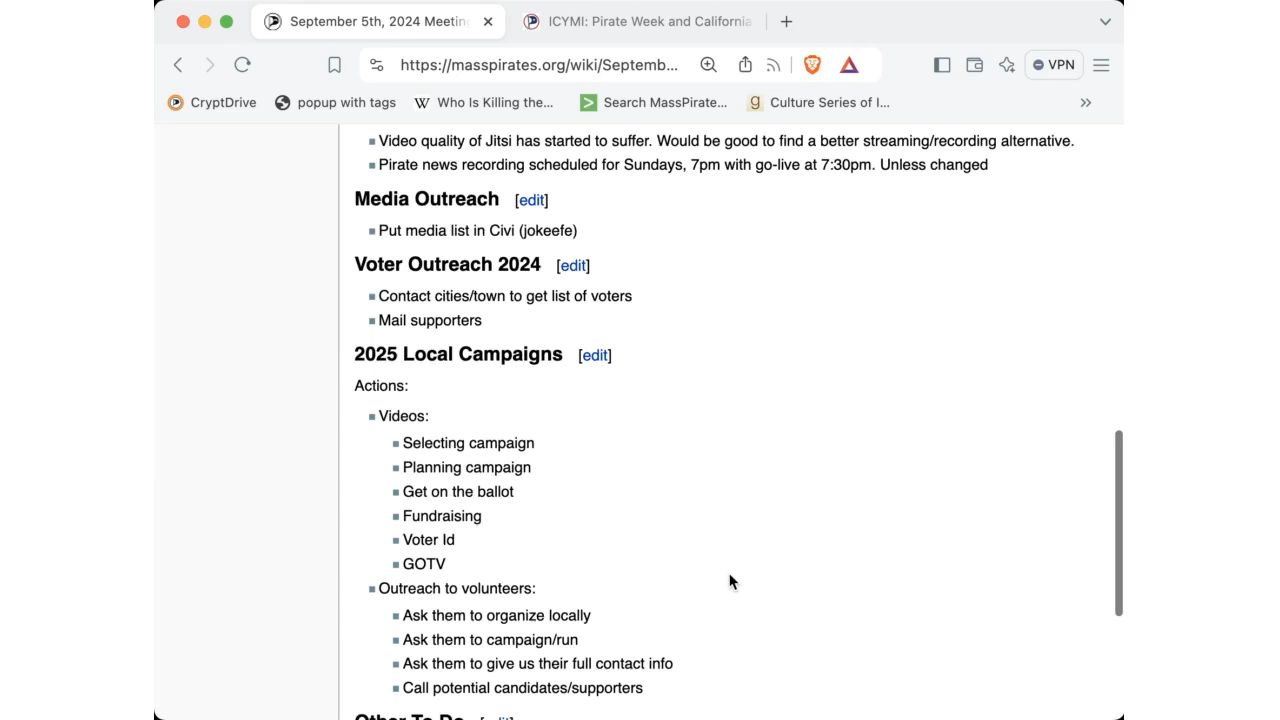 September 5th, 2024 Meetin
ICYMI: Pirate Week and California
https://masspirates.org/wiki/Septemb...
VPN
CryptDrive
popup with tags
W Who Is Killing the...
Search MassPirate...
g Culture Series of I...
Video quality of Jitsi has started to suffer. Would be good to find a better streaming/recording alternative.
Pirate news recording scheduled for Sundays, 7pm with go-live at 7:30pm. Unless changed
Media Outreach [edit]
Put media list in Civi (jokeefe)
Voter Outreach 2024 [edit]
Contact cities/town to get list of voters
Mail supporters
2025 Local Campaigns [edit]
Actions:
Videos:
Selecting campaign
Planning campaign
Get on the ballot
Fundraising
Voter Id
GOTV
Outreach to volunteers:
Ask them to organize locally
Ask them to campaign/run
Ask them to give us their full contact info
Call potential candidates/supporters
Other To Do [edit]